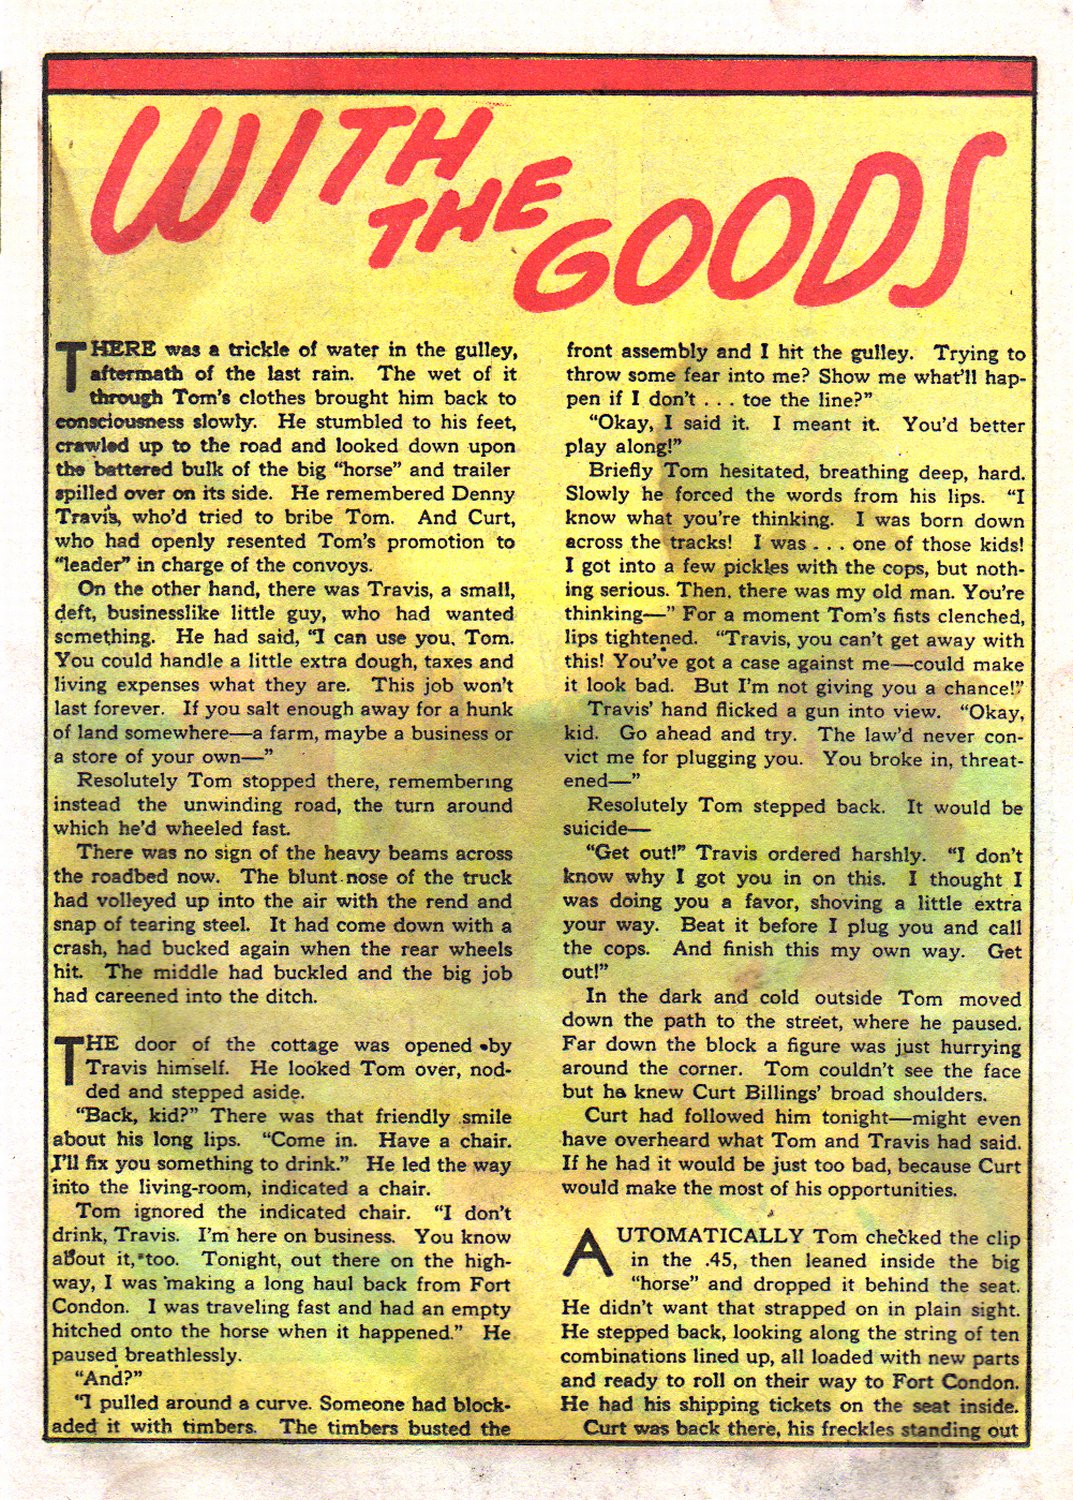 WITH
THE
GOODS
THERE was a trickle of water in the gulley,
aftermath of the last rain. The wet of it
through Tom's clothes brought him back to
consciousness slowly. He stumbled to his feet,
crawled up to the road and looked down upon
the battered bulk of the big "horse" and trailer
spilled over on its side. He remembered Denny
Travis, who'd tried to bribe Tom. And Curt,
who had openly resented Tom's promotion to
"leader" in charge of the convoys.
On the other hand, there was Travis, a small,
deft, businesslike little guy, who had wanted
something. He had said, "I can use you, Tom.
You could handle a little extra dough, taxes and
living expenses what they are. This job won't
last forever. If you salt enough away for a hunk
of land somewhere—a farm, maybe a business or
a store of your own—"
Resolutely Tom stopped there, remembering
instead the unwinding road, the turn around
which he'd wheeled fast.
There was no sign of the heavy beams across
the roadbed now. The blunt nose of the truck
had volleyed up into the air with the rend and
snap of tearing steel. It had come down with a
crash, had bucked again when the rear wheels
hit. The middle had buckled and the big job
had careened into the ditch.
THE door of the cottage was opened by
Travis himself. He looked Tom over, nod-
ded and stepped aside.
"Back, kid?" There was that friendly smile
about his long lips. "Come in. Have a chair.
I'll fix you something to drink." He led the way
into the living-room, indicated a chair.
Tom ignored the indicated chair. "I don't
drink, Travis. I'm here on business. You know
about it, too. Tonight, out there on the high-
way, I was making a long haul back from Fort
Condon. I was traveling fast and had an empty
hitched onto the horse when it happened." He
paused breathlessly.
"And?"
"I pulled around a curve. Someone had block-
aded it with timbers. The timbers busted the
front assembly and I hit the gulley. Trying to
throw some fear into me? Show me what'll hap-
pen if I don't . . . toe the line?"
"Okay, I said it. I meant it. You'd better
play along!"
Briefly Tom hesitated, breathing deep, hard.
Slowly he forced the words from his lips. "I
know what you're thinking. I was born down
across the tracks! I was . . . one of those kids!
I got into a few pickles with the cops, but noth-
ing serious. Then, there was my old man. You're
thinking—" For a moment Tom's fists clenched,
lips tightened. "Travis, you can't get away with
this! You've got a case against me—could make
it look bad. But I'm not giving you a chance!"
Travis' hand flicked a gun into view. "Okay,
kid. Go ahead and try. The law'd never con-
vict me for plugging you. You broke in, threat-
ened—"
Resolutely Tom stepped back. It would be
suicide—
"Get out!" Travis ordered harshly. "I don't
know why I got you in on this. I thought I
was doing you a favor, shoving a little extra
your way. Beat it before I plug you and call
the cops. And finish this my own way. Get
out!"
In the dark and cold outside Tom moved
down the path to the street, where he paused.
Far down the block a figure was just hurrying
around the corner. Tom couldn't see the face
but he knew Curt Billings' broad shoulders.
Curt had followed him tonight—might even
have overheard what Tom and Travis had said.
If he had it would be just too bad, because Curt
would make the most of his opportunities.
AUTOMATICALLY Tom checked the clip
in the .45, then leaned inside the big
"horse" and dropped it behind the seat.
He didn't want that strapped on in plain sight.
He stepped back, looking along the string of ten
combinations lined up, all loaded with new parts
and ready to roll on their way to Fort Condon.
He had his shipping tickets on the seat inside.
Curt was back there, his freckles standing out